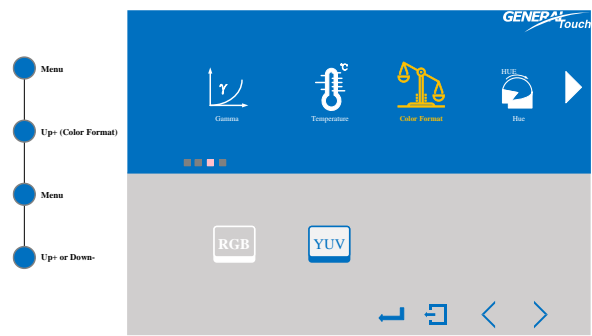 GENERAL
Touch
Menu
Up+ (Color Format)
Menu
Up+ or Down-
γ
°C
HUE
Gamma
Temperature
Color Format
Hue
RGB
YUV